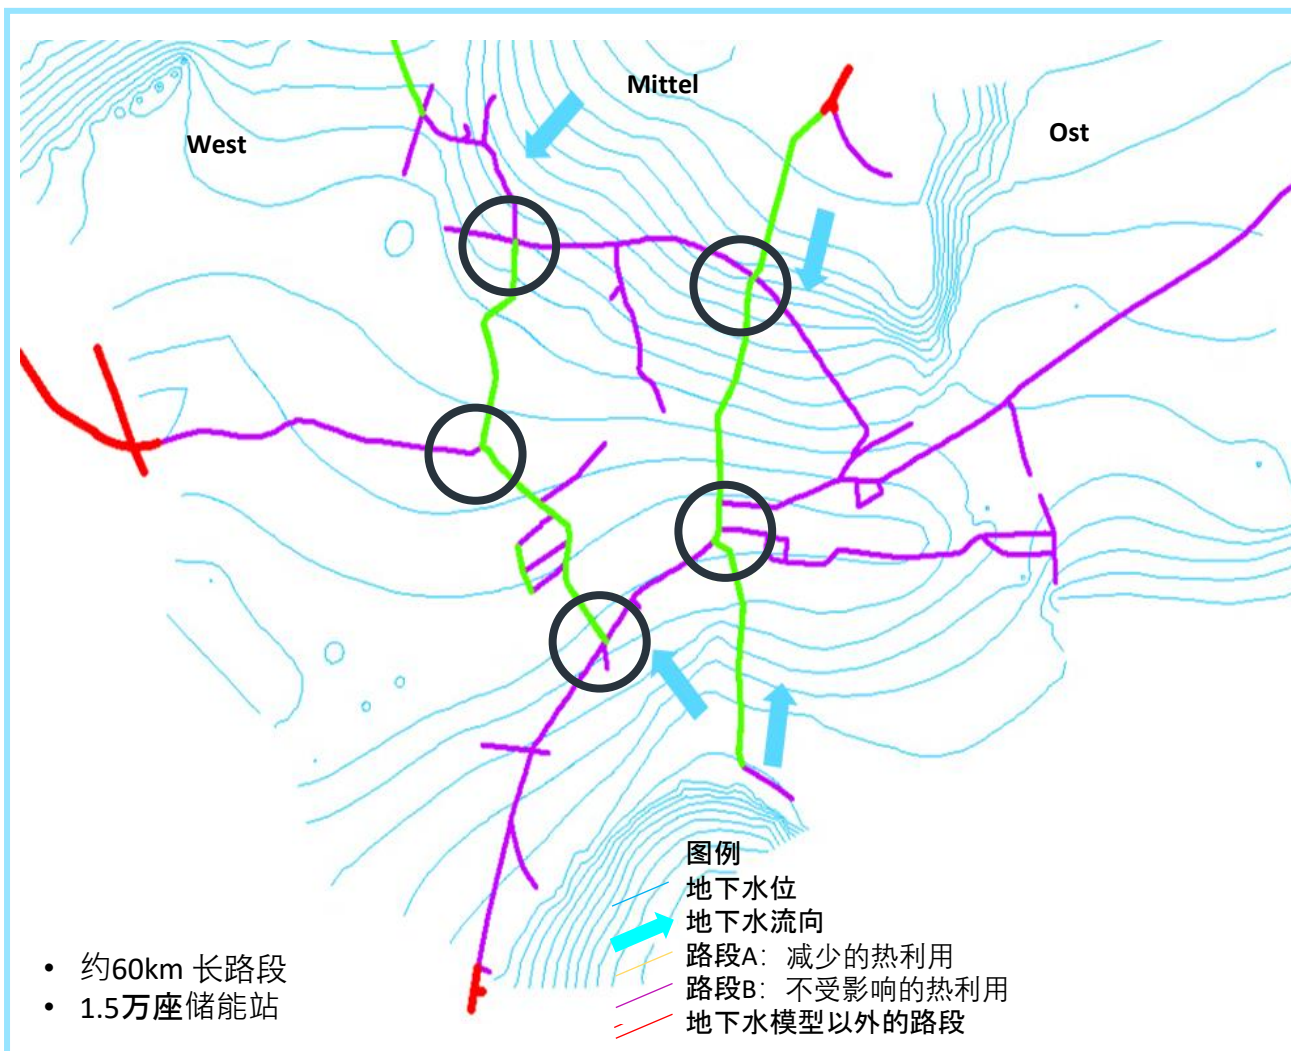 Mittel
West
Ost
图例
地下水位
地下水流向
路段A：减少的热利用
路段B：不受影响的热利用
地下水模型以外的路段
• 约60km 长路段
• 1.5万座储能站